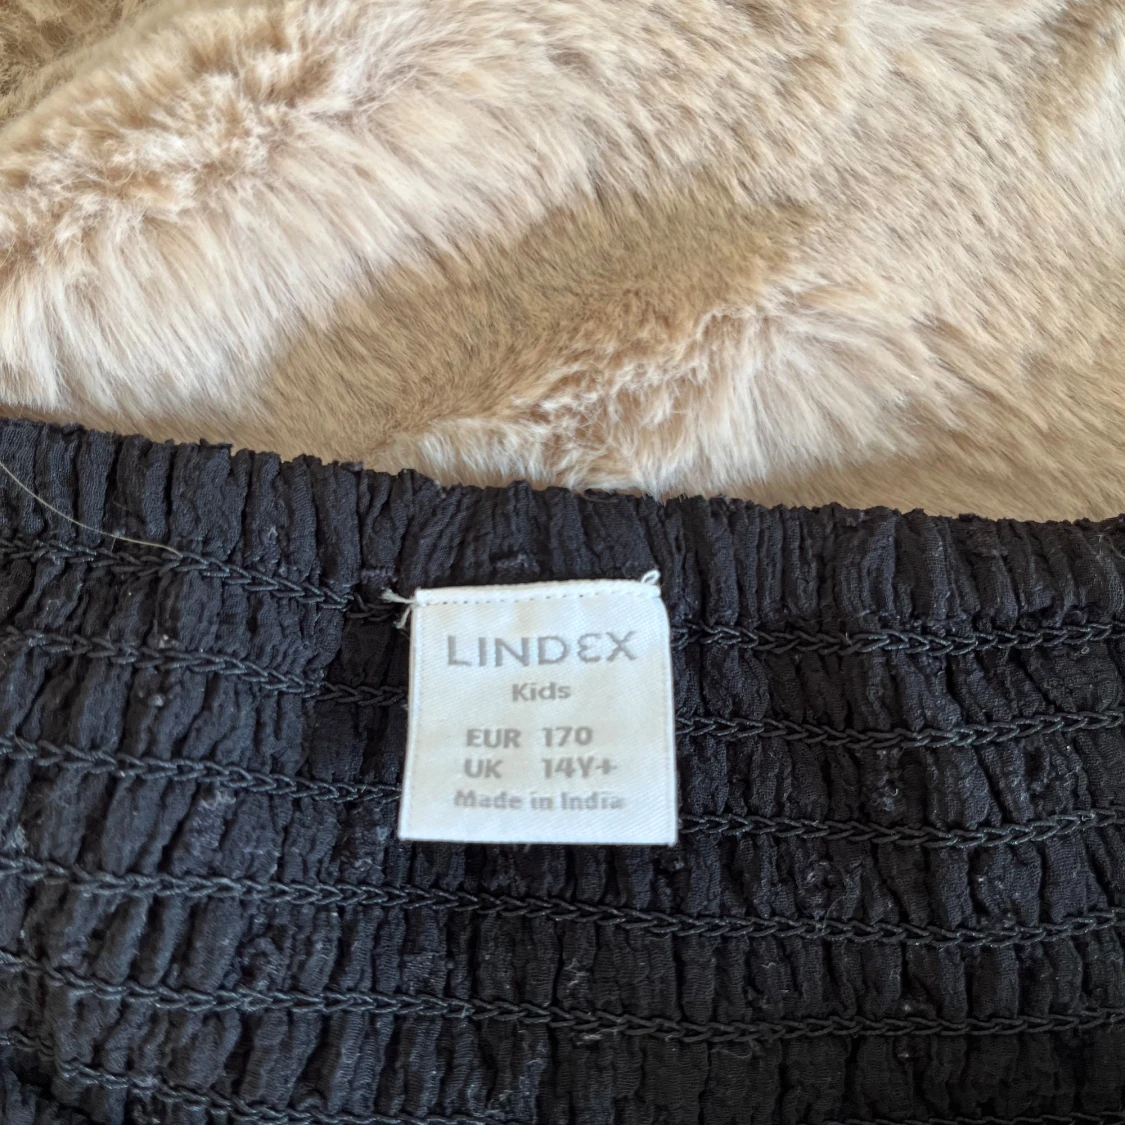 LINDEX
Kids
EUR 170
UK 14Y+
Made in India